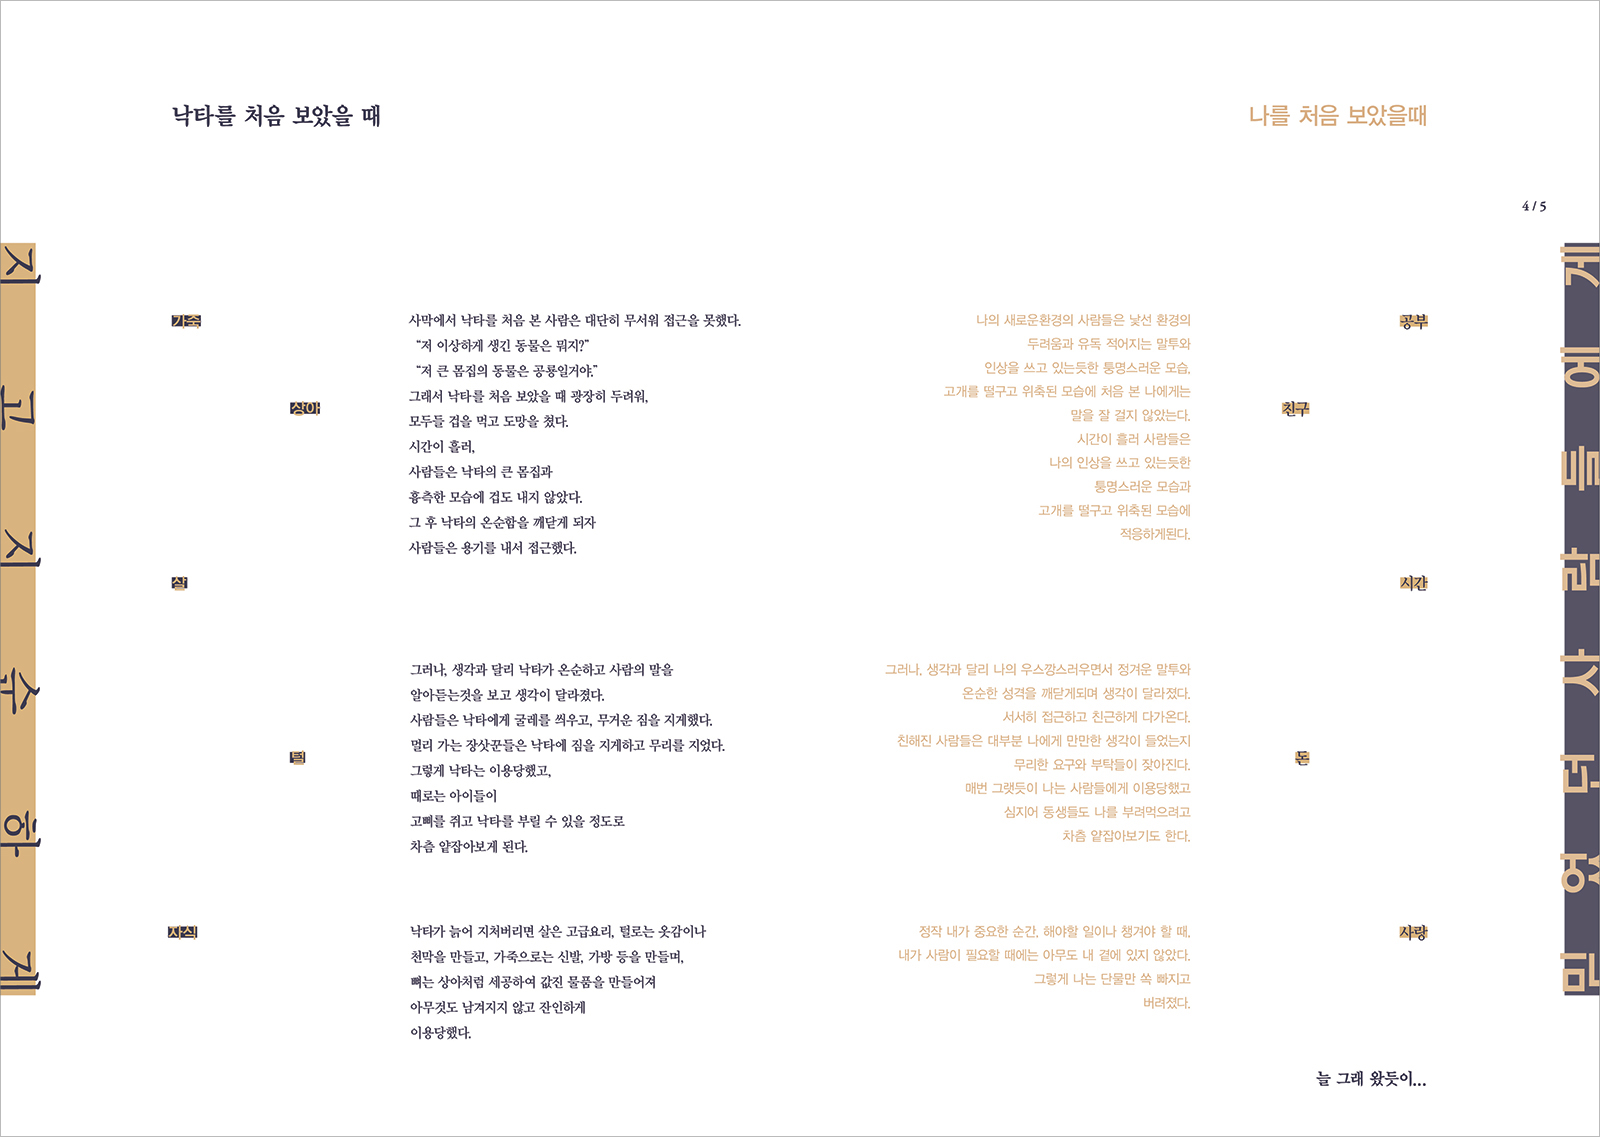 낙타를 처음 보았을 때
나를 처음 보았을때
4 / 5
지고지순하게
가죽
상아
살
털
자식
사막에서 낙타를 처음 본 사람은 대단히 무서워 접근을 못했다.
“저 이상하게 생긴 동물은 뭐지?”
“저 큰 몸집의 동물은 공룡일거야.”
그래서 낙타를 처음 보았을 때 굉장히 두려워,
모두들 겁을 먹고 도망을 쳤다.
시간이 흘러,
사람들은 낙타의 큰 몸집과
흉측한 모습에 겁도 내지 않았다.
그 후 낙타의 온순함을 깨닫게 되자
사람들은 용기를 내서 접근했다.
그러나, 생각과 달리 낙타가 온순하고 사람의 말을
알아듣는것을 보고 생각이 달라졌다.
사람들은 낙타에게 굴레를 씌우고, 무거운 짐을 지게했다.
멀리 가는 장삿꾼들은 낙타에 짐을 지게하고 무리를 지었다.
그렇게 낙타는 이용당했고,
때로는 아이들이
고삐를 쥐고 낙타를 부릴 수 있을 정도로
차츰 얕잡아보게 된다.
낙타가 늙어 지쳐버리면 살은 고급요리, 털로는 옷감이나
천막을 만들고, 가죽으로는 신발, 가방 등을 만들며,
뼈는 상아처럼 세공하여 값진 물품을 만들어져
아무것도 남겨지지 않고 잔인하게
이용당했다.
나의 새로운환경의 사람들은 낯선 환경의
두려움과 유독 적어지는 말투와
인상을 쓰고 있는듯한 퉁명스러운 모습,
고개를 떨구고 위축된 모습에 처음 본 나에게는
말을 잘 걸지 않았는다.
시간이 흘러 사람들은
나의 인상을 쓰고 있는듯한
퉁명스러운 모습과
고개를 떨구고 위축된 모습에
적응하게된다.
그러나, 생각과 달리 나의 우스깡스러우면서 정겨운 말투와
온순한 성격을 깨닫게되며 생각이 달라졌다.
서서히 접근하고 친근하게 다가온다.
친해진 사람들은 대부분 나에게 만만한 생각이 들었는지
무리한 요구와 부탁들이 잦아진다.
매번 그랫듯이 나는 사람들에게 이용당했고
심지어 동생들도 나를 부려먹으려고
차츰 얕잡아보기도 한다.
정작 내가 중요한 순간, 해야할 일이나 챙겨야 할 때,
내가 사람이 필요할 때에는 아무도 내 곁에 있지 않았다,
그렇게 나는 단물만 쏙 빠지고
버려졌다.
공부
친구
시간
돈
사랑
믿었던사람들에게
늘 그래 왔듯이...